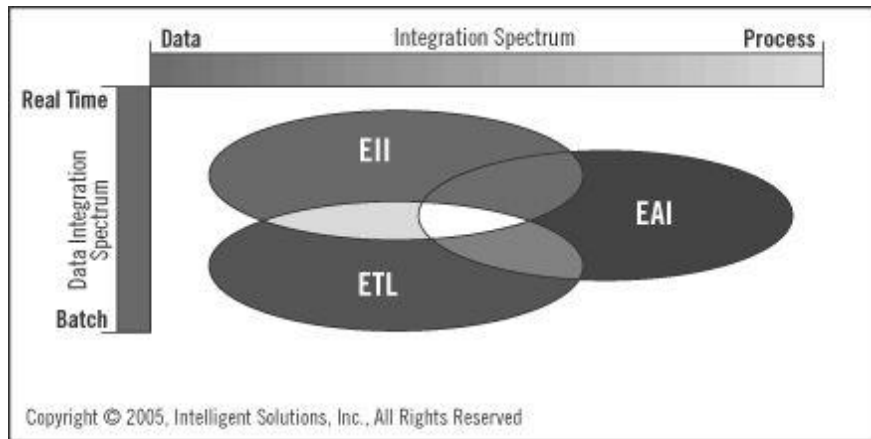 Data Integration Spectrum Process
Real Time
EII
EAI
Data Integration
Spectrum
ETL
Batch
Copyright © 2005, Intelligent Solutions, Inc., All Rights Reserved